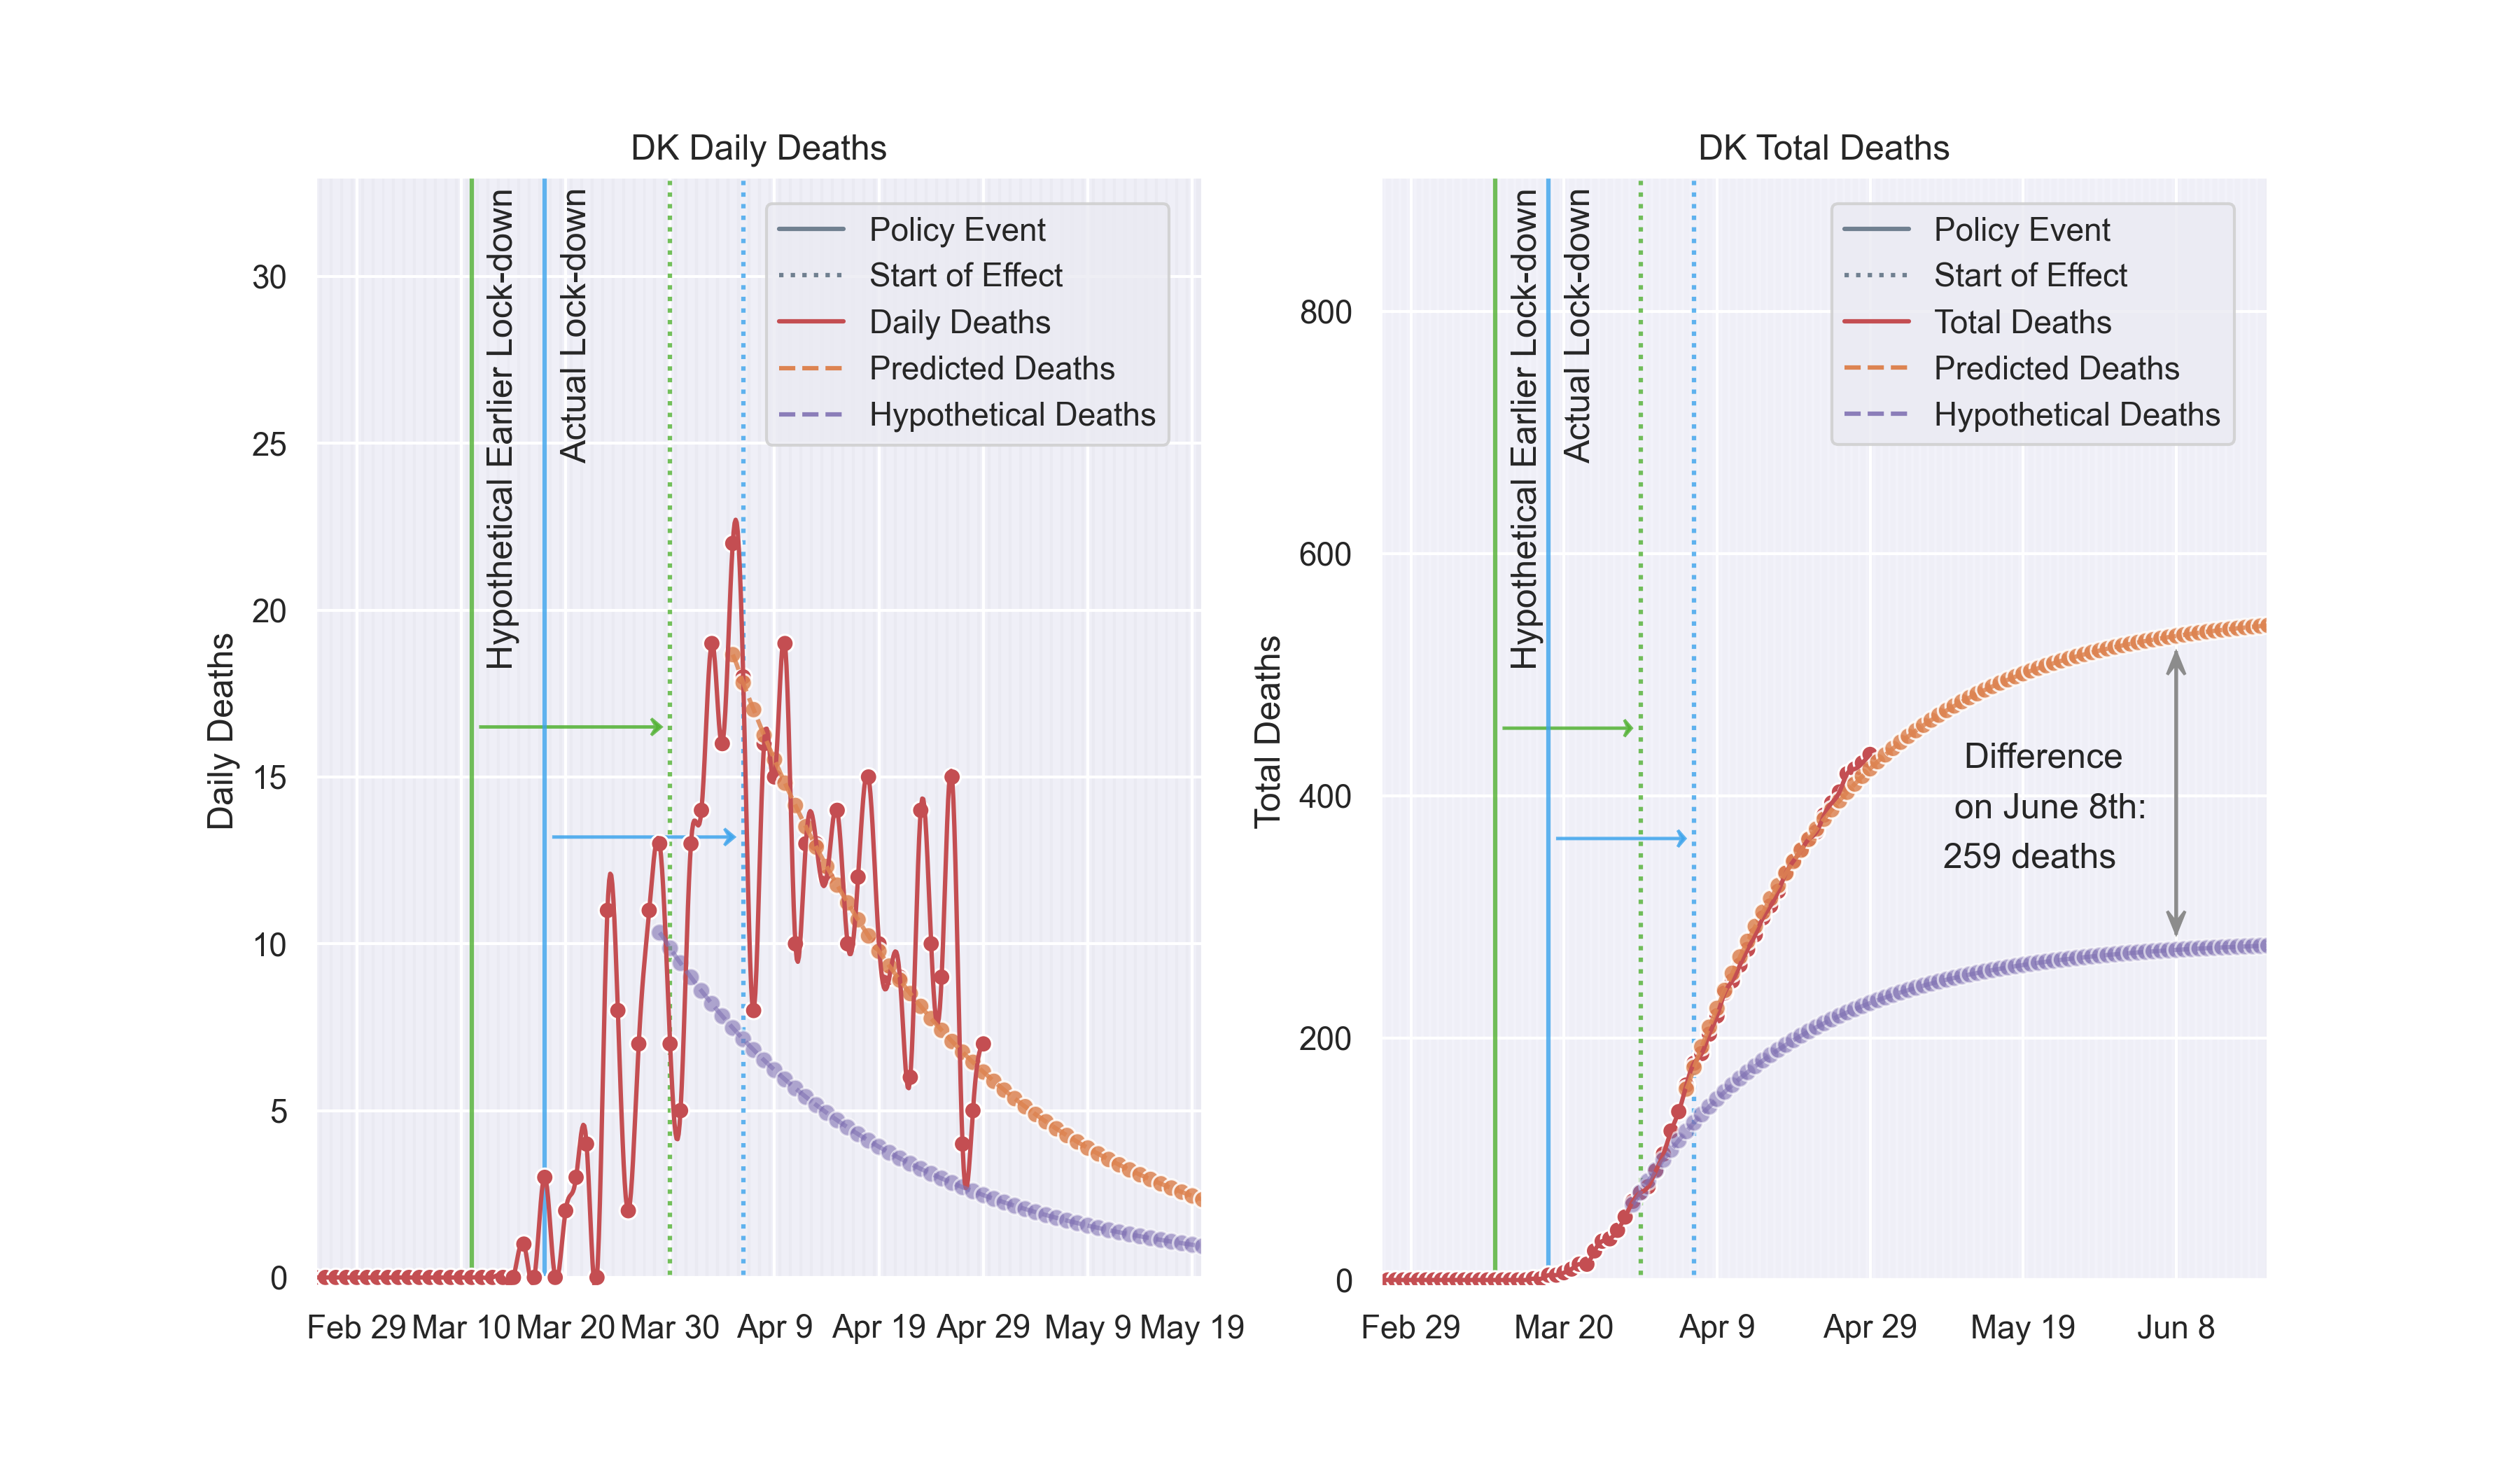 DK Daily Deaths
Hypothetical Earlier Lock-down
Actual Lock-down
Policy Event
Start of Effect
Daily Deaths
Predicted Deaths
Hypothetical Deaths
Daily Deaths
30
25
20
15
10
5
0
Feb 29 Mar 10 Mar 20 Mar 30 Apr 9 Apr 19 Apr 29 May 9 May 19
DK Total Deaths
Hypothetical Earlier Lock-down
Actual Lock-down
Policy Event
Start of Effect
Total Deaths
Predicted Deaths
Hypothetical Deaths
Total Deaths
800
600
400
200
0
Difference
on June 8th:
259 deaths
Feb 29 Mar 20 Apr 9 Apr 29 May 19 Jun 8